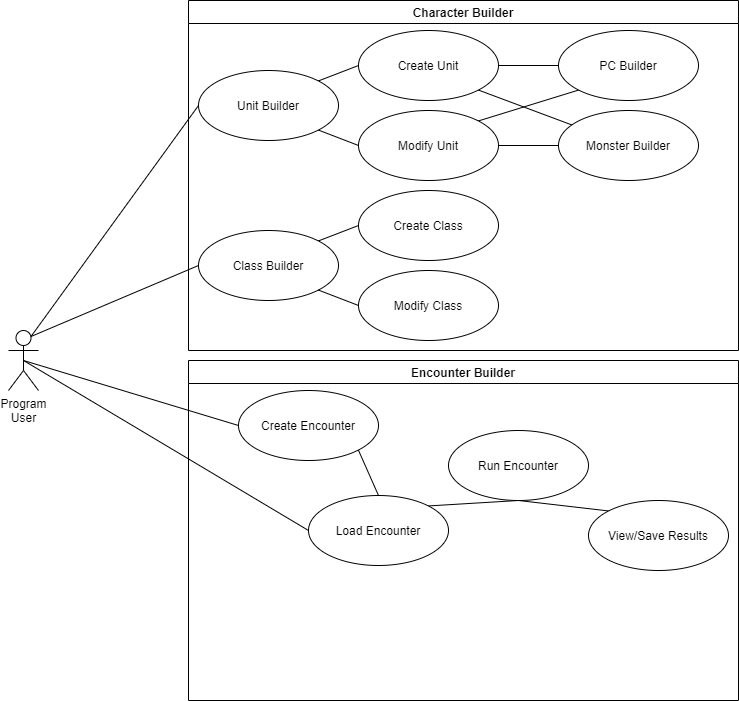 Character Builder
Create Unit
PC Builder
Unit Builder
Modify Unit
Monster Builder
Create Class
Class Builder
Modify Class
Program
User
Encounter Builder
Create Encounter
Run Encounter
Load Encounter
View/Save Results